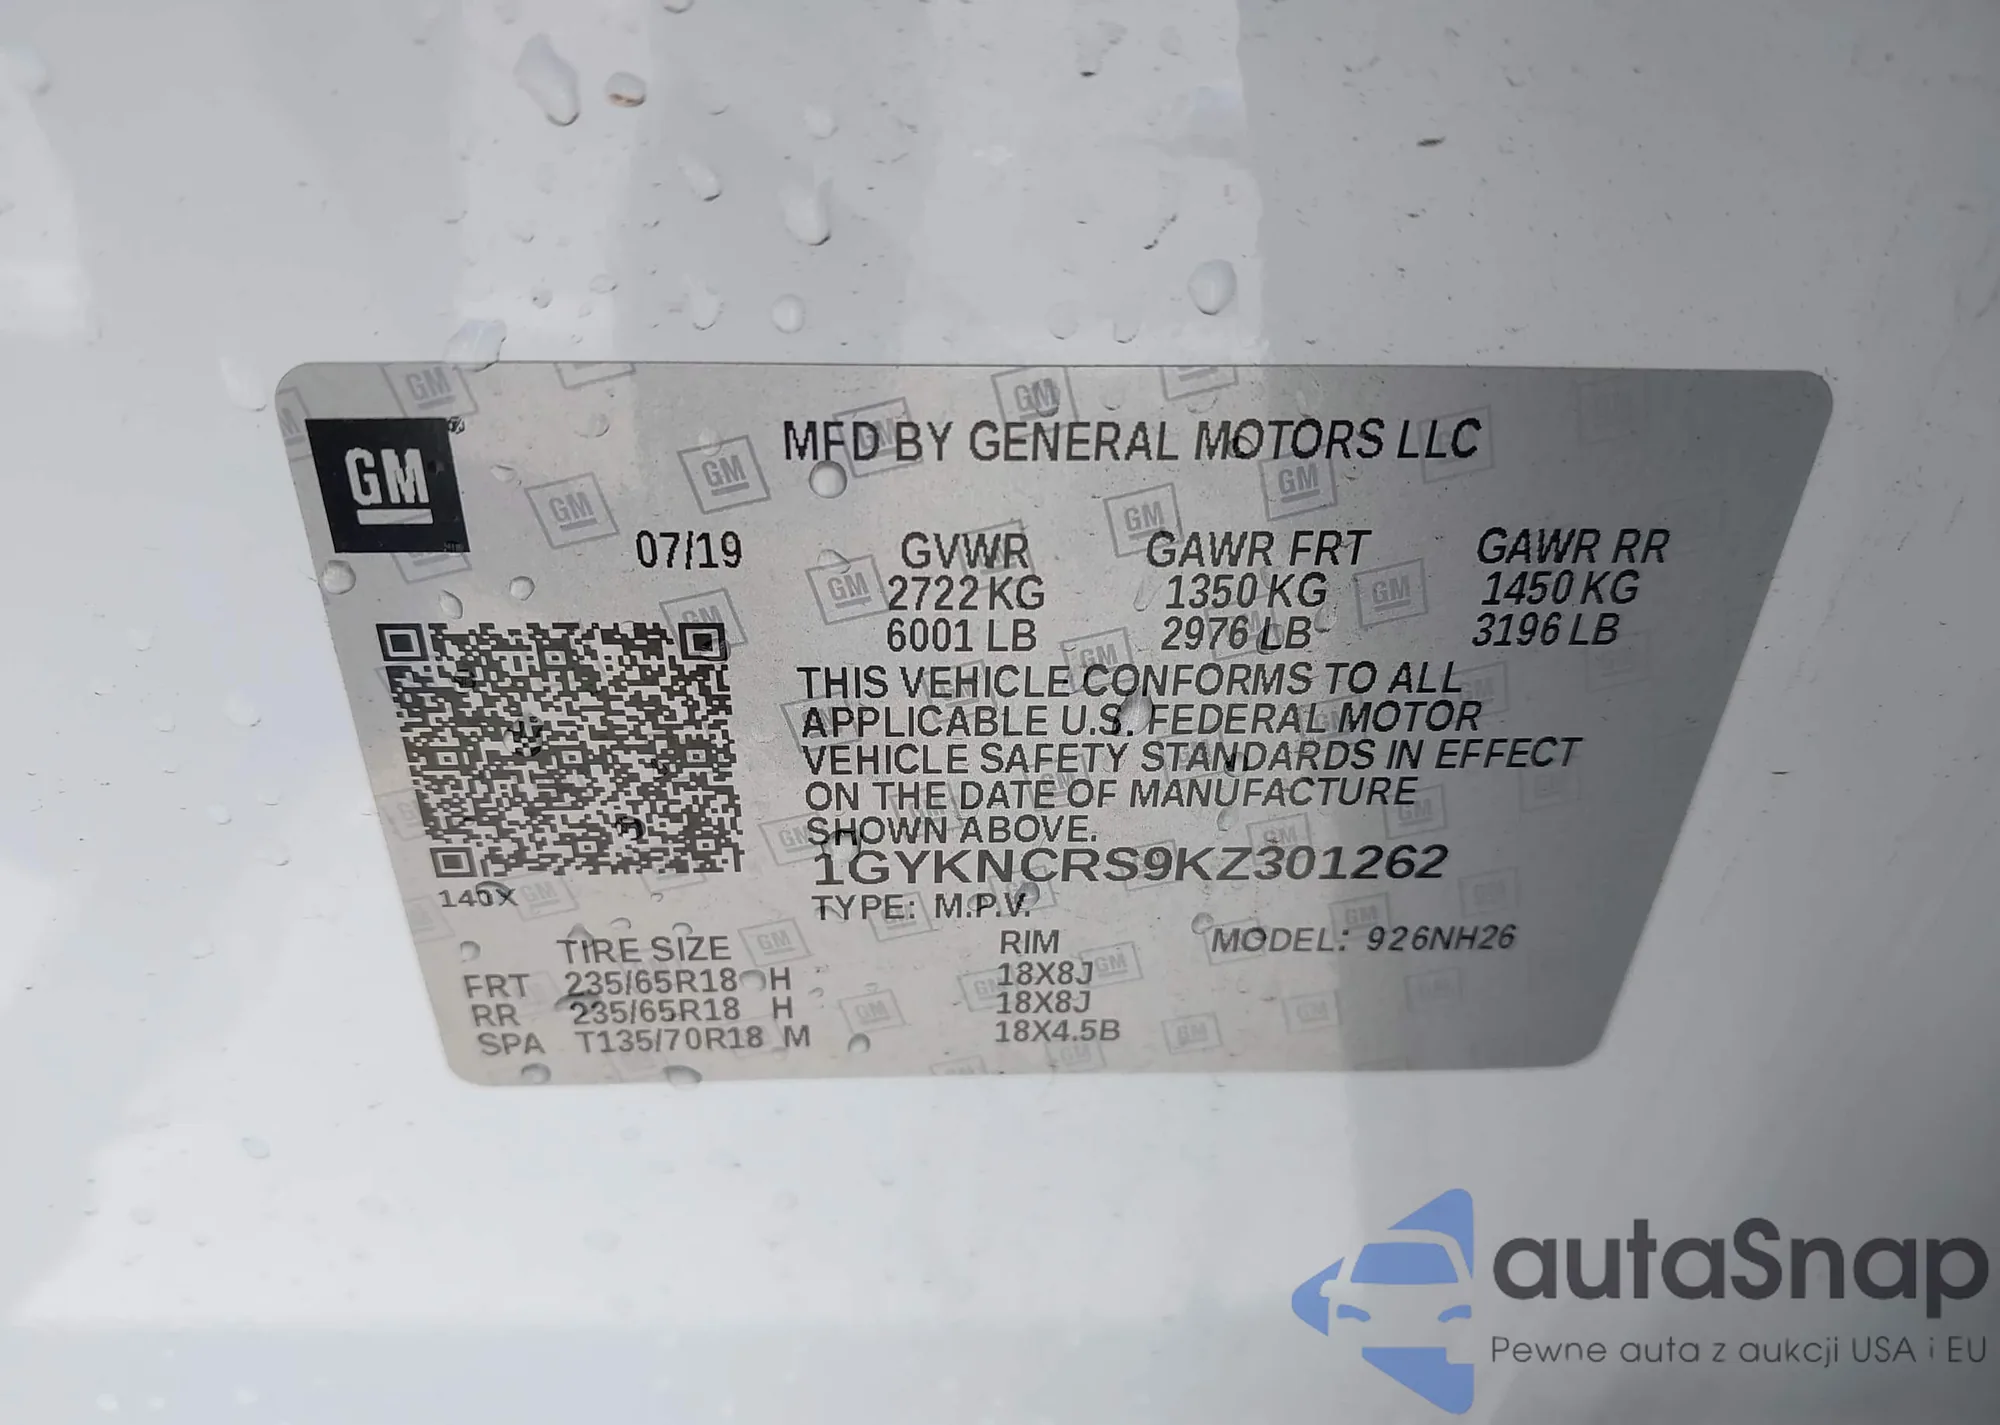 GM
MFD BY GENERAL MOTORS LLC
07/19 GVWR GAWR FRT GAWR RR
2722 KG 1350 KG 1450 KG
6001 LB 2976 LB 3196 LB
THIS VEHICLE CONFORMS TO ALL
APPLICABLE U.S. FEDERAL MOTOR
VEHICLE SAFETY STANDARDS IN EFFECT
ON THE DATE OF MANUFACTURE
SHOWN ABOVE.
1GYKNCRS9KZ301262
140X
TYPE: M.P.V.
TIRE SIZE RIM MODEL: 926NH26
FRT 235/65R18 H 18X8J
RR 235/65R18 H 18X8J
SPA T135/70R18 M 18X4.5B
autaSnap
Pewne auta z aukcji USA i EU